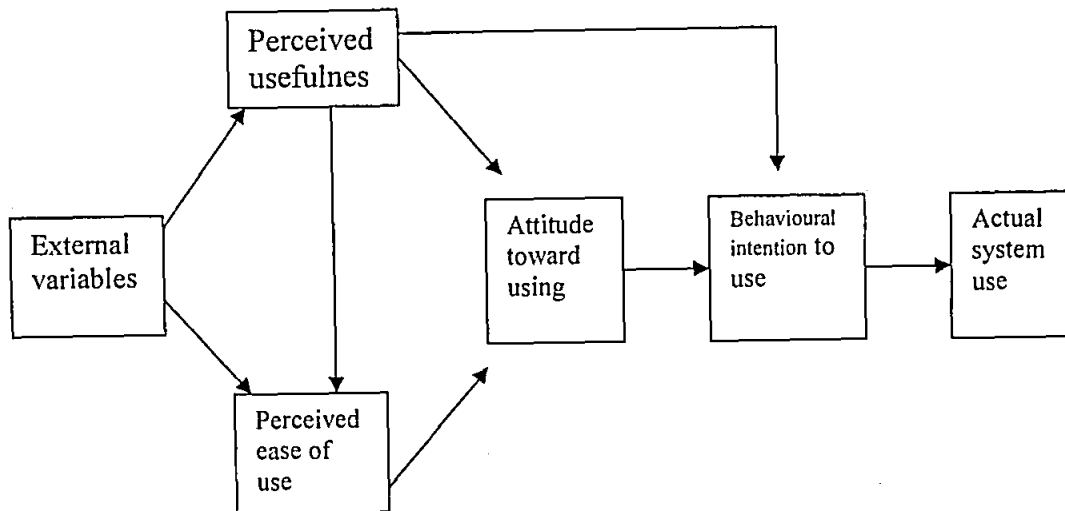 Perceived
usefulnes
External
variables
Perceived
ease of
use
Attitude
toward
using
Behavioural
intention to
use
Actual
system
use